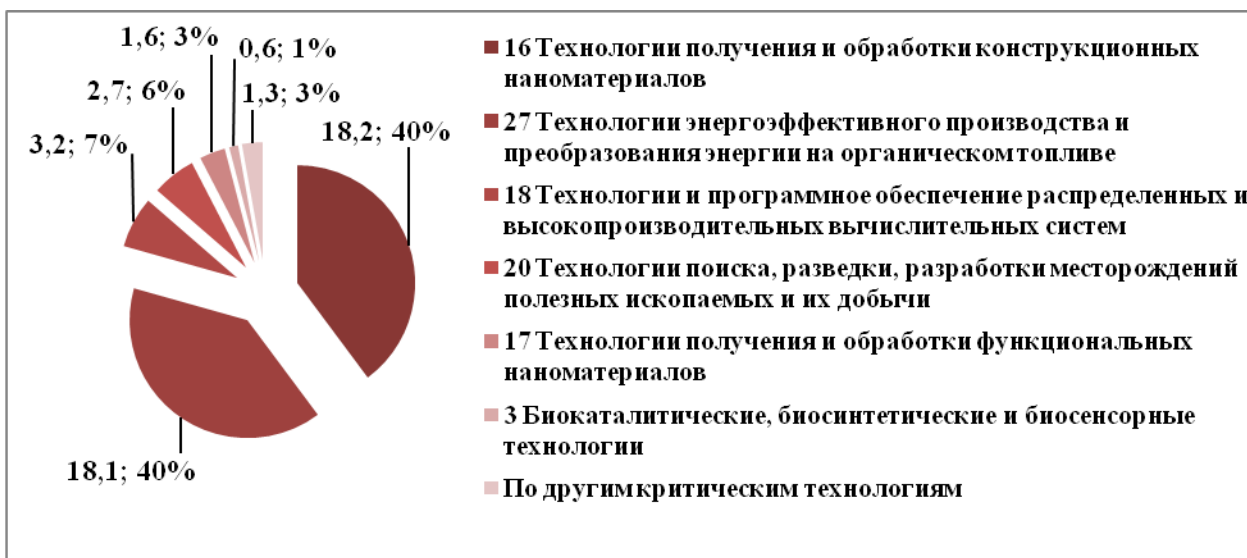 1,6; 3%
0,6; 1%
2,7; 6%
1,3; 3%
3,2; 7%
18,2; 40%
18,1; 40%
16 Технологии получения и обработки конструкционных
наноматериалов
27 Технологии энергоэффективного производства и
преобразования энергии на органическом топливе
18 Технологии и программное обеспечение распределенных и
высокопроизводительных вычислительных систем
20 Технологии поиска, разведки, разработки месторождений
полезных ископаемых и их добычи
17 Технологии получения и обработки функциональных
наноматериалов
3 Биокаталитические, биосинтетические и биосенсорные
технологии
По другим критическим технологиям